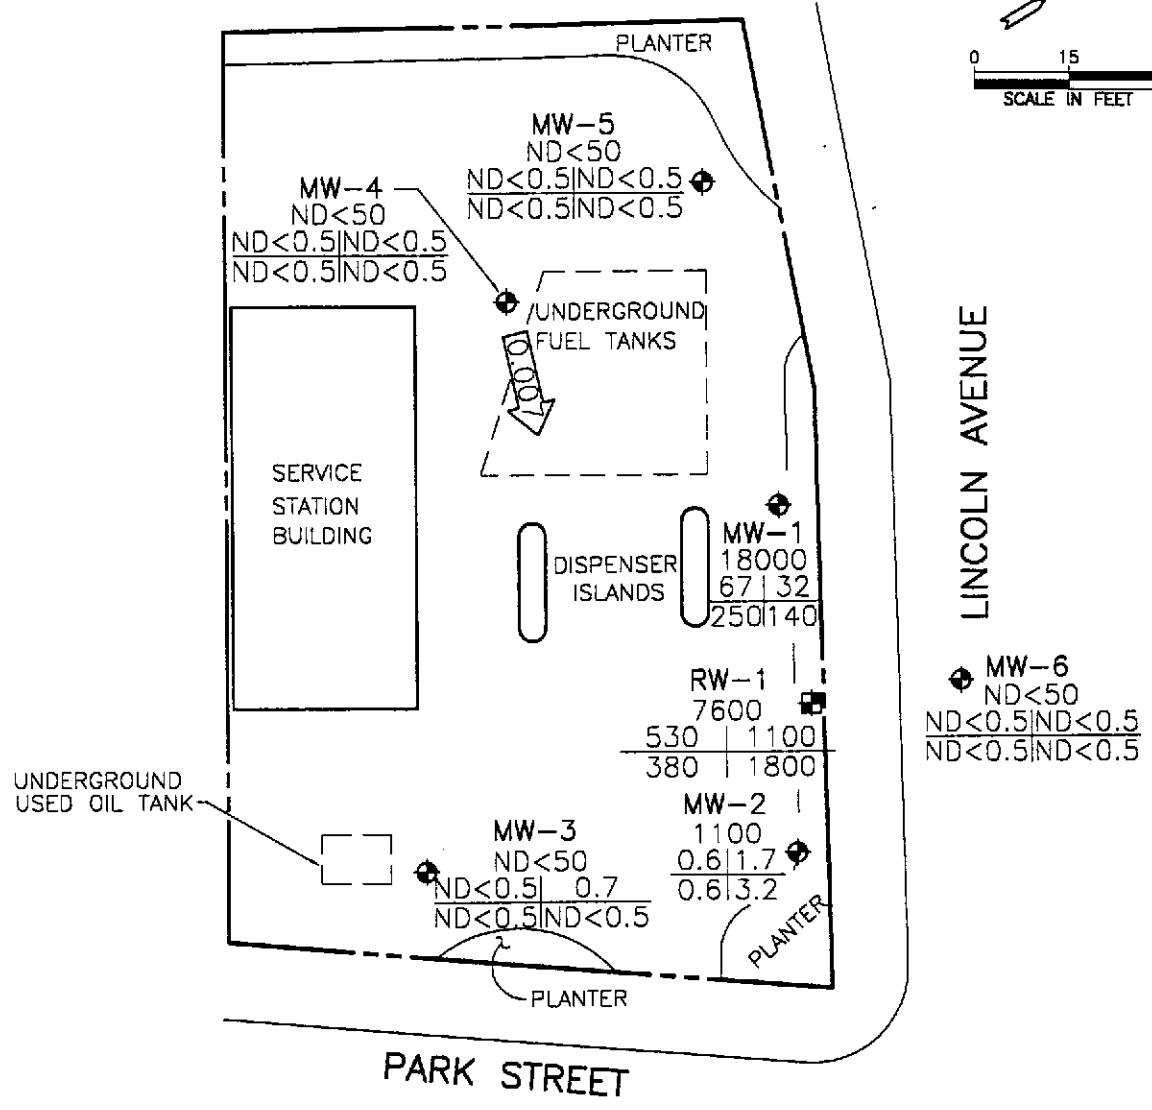 PLANTER
0 15
SCALE IN FEET
MW-5
ND<50
ND<0.5|ND<0.5
ND<0.5|ND<0.5
MW-4
ND<50
ND<0.5|ND<0.5
ND<0.5|ND<0.5
UNDERGROUND
FUEL TANKS
0.007
SERVICE
STATION
BUILDING
DISPENSER
ISLANDS
MW-1
18000
67|32
250|140
LINCOLN AVENUE
RW-1
7600
530|1100
380|1800
MW-6
ND<50
ND<0.5|ND<0.5
ND<0.5|ND<0.5
UNDERGROUND
USED OIL TANK
MW-3
ND<50
ND<0.5|0.7
ND<0.5|ND<0.5
MW-2
1100
0.6|1.7
0.6|3.2
PLANTER
PLANTER
PARK STREET